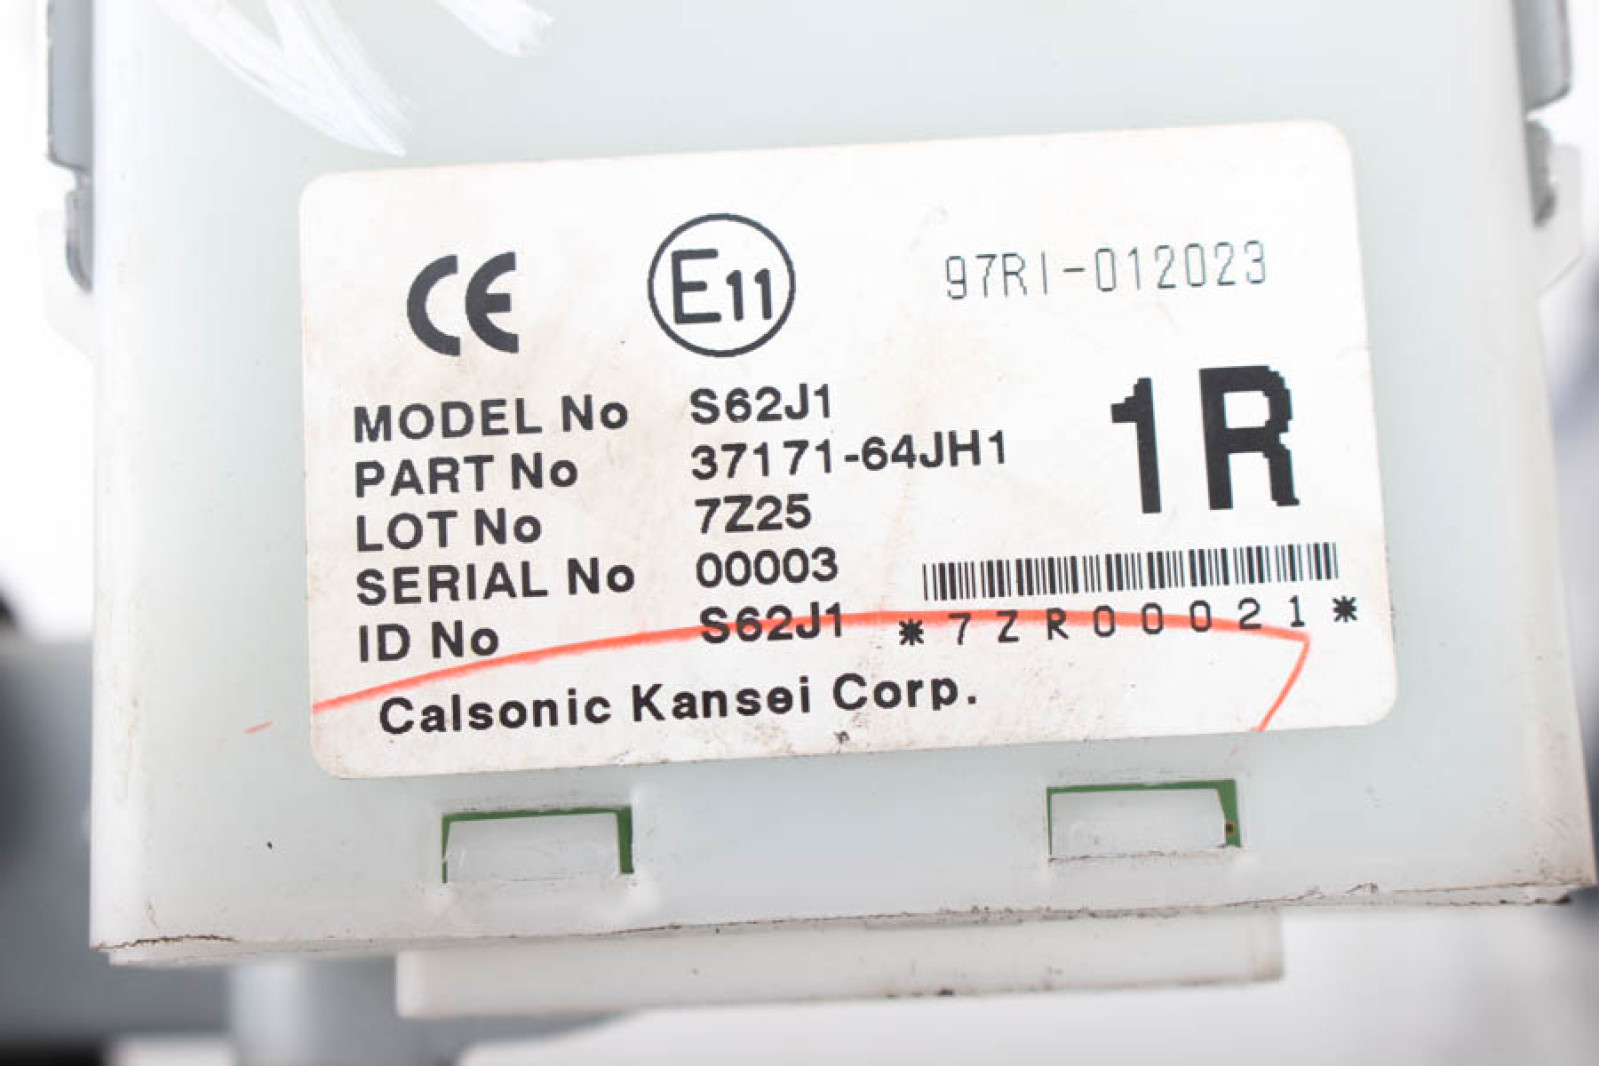 CE E11 97RI-012023
MODEL No S62J1
PART No 37171-64JH1
1R
LOT No 7Z25
SERIAL No 00003
ID No S62J1
*7ZR00021*
Calsonic Kansei Corp.